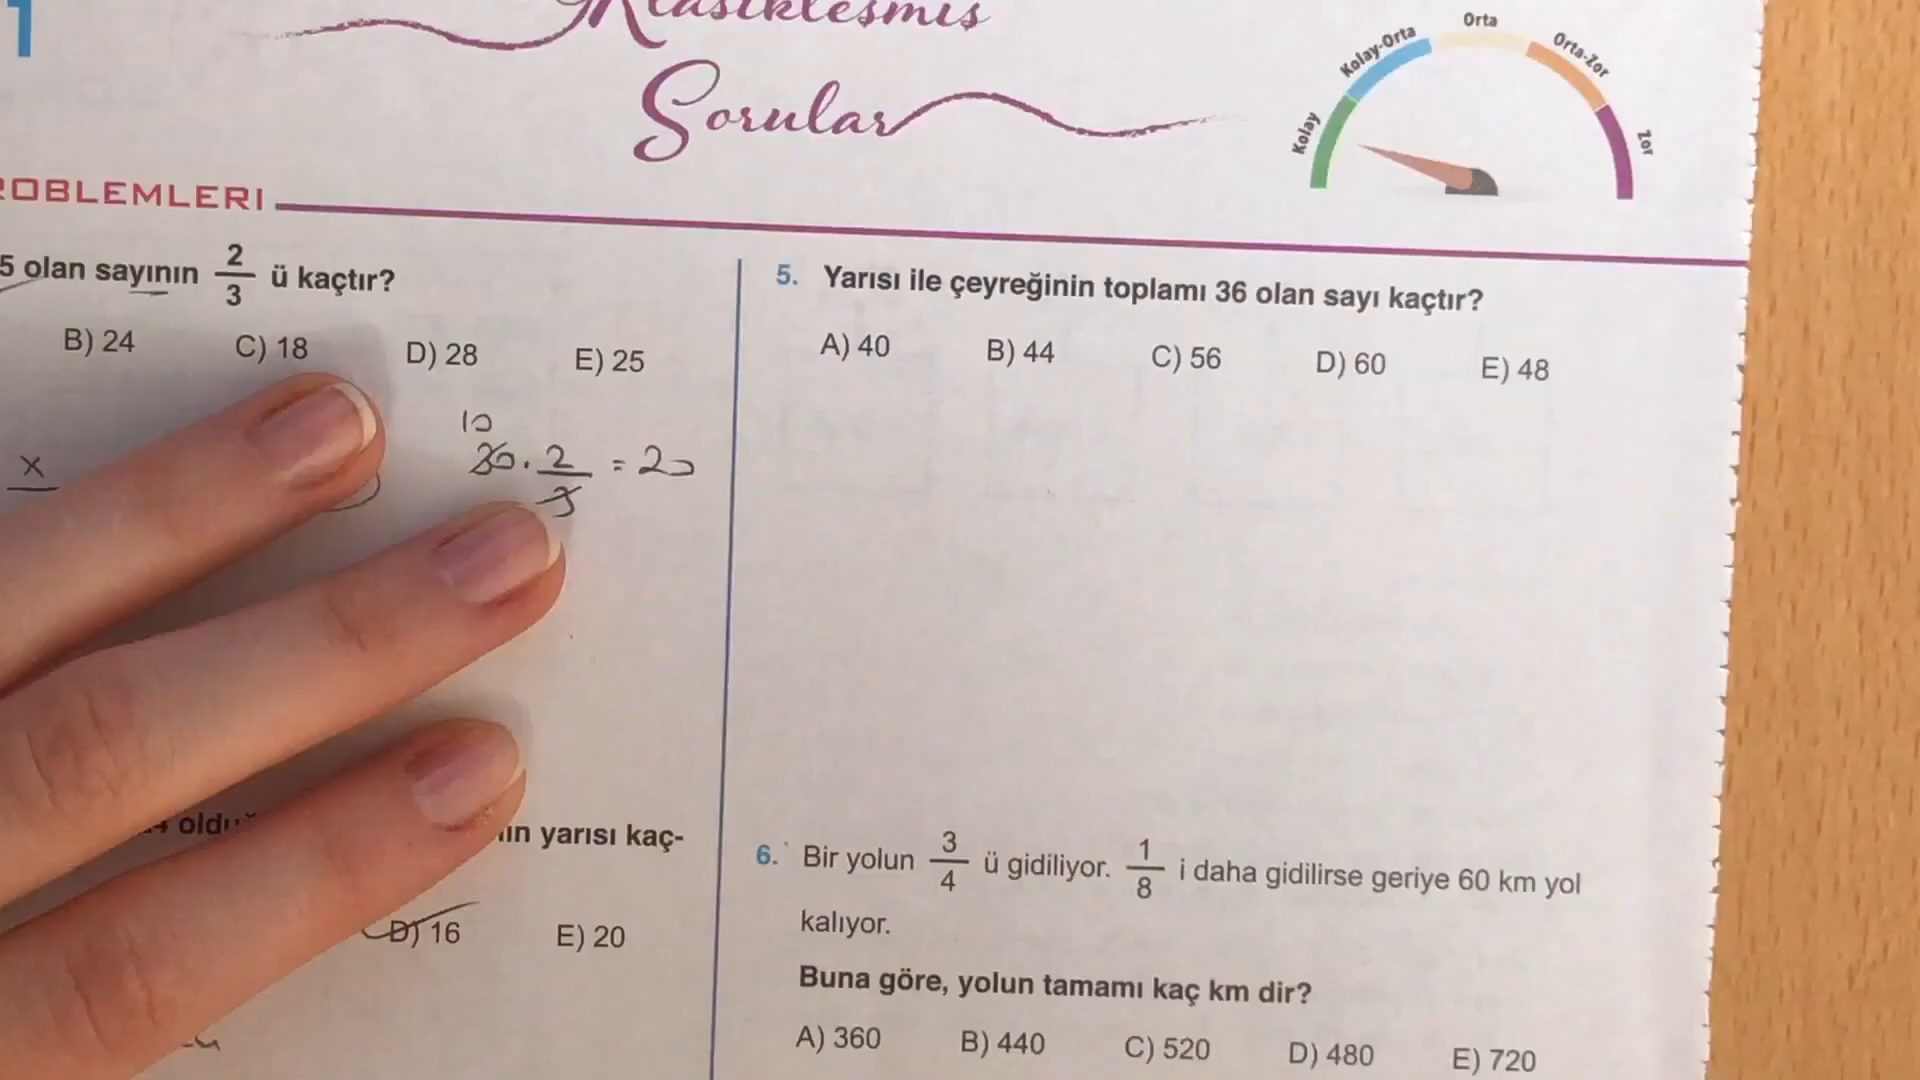 1
Klasikleşmiş
Sorular
Kolay
Kolay-Orta
Orta
Orta-Zor
Zor
ROBLEMLERI
5 olan sayının 2/3 ü kaçtır?
B) 24 C) 18 D) 28 E) 25
x
10
30 . 2/3 = 20
yarısı kaç-
D) 16 E) 20
5. Yarısı ile çeyreğinin toplamı 36 olan sayı kaçtır?
A) 40 B) 44 C) 56 D) 60 E) 48
6. Bir yolun 3/4 ü gidiliyor. 1/8 i daha gidilirse geriye 60 km yol
kalıyor.
Buna göre, yolun tamamı kaç km dir?
A) 360 B) 440 C) 520 D) 480 E) 720